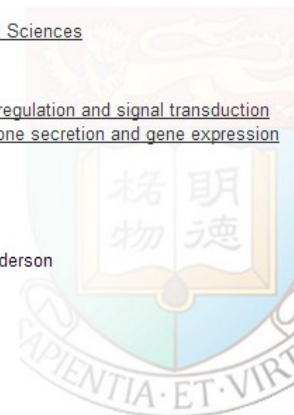 Sciences
regulation and signal transduction
one secretion and gene expression
格 明
物 德
derson
SAPIENTIA·ET·VIRT